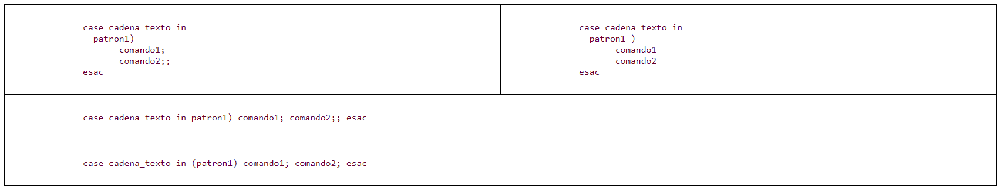 case cadena_texto in
patron1)
comando1;
comando2;;
esac
case cadena_texto in
patron1 )
comando1
comando2
esac
case cadena_texto in patron1) comando1; comando2;; esac
case cadena_texto in (patron1) comando1; comando2; esac